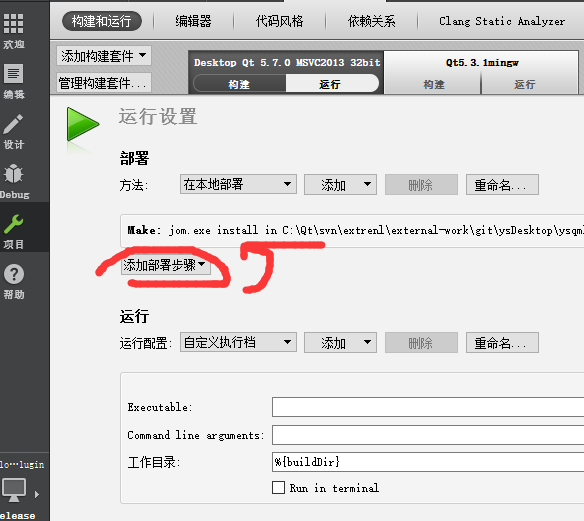 构建和运行 编辑器 代码风格 依赖关系 Clang Static Analyzer
欢迎
添加构建套件
Desktop Qt 5.7.0 MSVC2013 32bit Qt5.3.1mingw
管理构建套件...
构建 运行 构建 运行
编辑
运行设置
设计
部署
方法: 在本地部署 添加 删除 重命名...
Debug
Make: jom.exe install in C:\Qt\svn\extrenl\external-work\git\ysDesktop\ysqml
项目
添加部署步骤
帮助
运行
运行配置: 自定义执行档 添加 删除 重命名...
Executable:
Command line arguments:
工作目录: %{buildDir}
lo…lugin
Run in terminal
elease